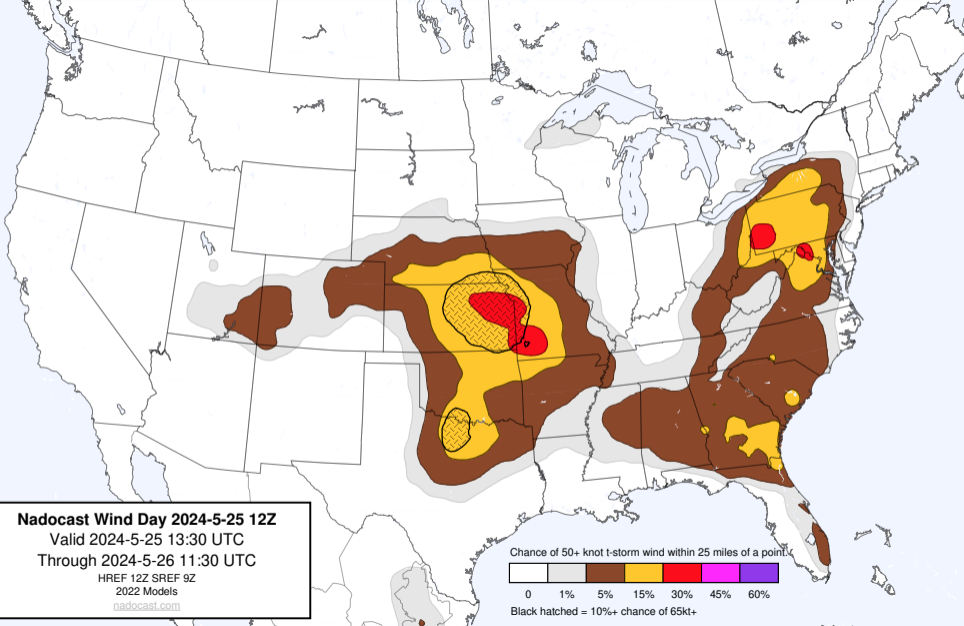 Nadocast Wind Day 2024-5-25 12Z
Valid 2024-5-25 13:30 UTC
Through 2024-5-26 11:30 UTC
HREF 12Z SREF 9Z
2022 Models
nadocast.com
Chance of 50+ knot t-storm wind within 25 miles of a point.
0 1% 5% 15% 30% 45% 60%
Black hatched = 10%+ chance of 65kt+